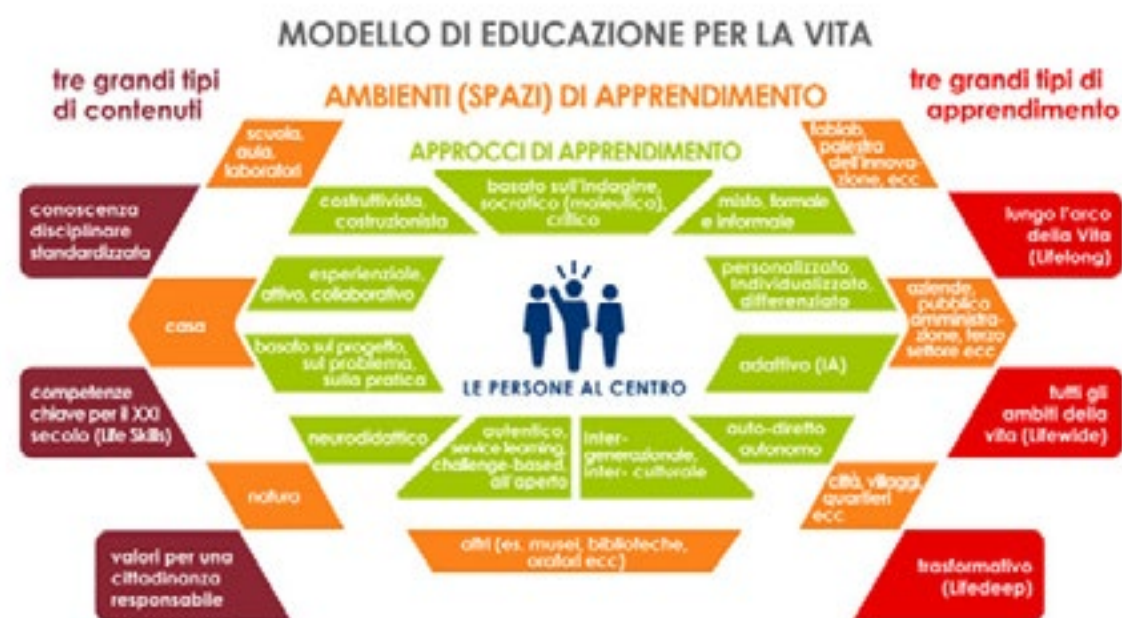 MODELLO DI EDUCAZIONE PER LA VITA
tre grandi tipi
di contenuti
AMBIENTI (SPAZI) DI APPRENDIMENTO
tre grandi tipi di
apprendimento
scuola,
aula,
laboratori
APPROCCI DI APPRENDIMENTO
fablab,
palestra
dell'innova-
zione, ecc
conoscenza
disciplinare
standardizzata
costruttivista,
costruzionista
basato sull'indagine,
socratico (maieutica),
critico
misto, formale
e informale
lungo l'arco
della Vita
(Lifelong)
esperienziale,
attivo, collaborativo
personalizzato,
individualizzato,
differenziato
casa
aziende,
pubblica
amministra-
zione, terzo
settore ecc
basato sul progetto,
sul problema,
sulla pratica
LE PERSONE AL CENTRO
adattivo (IA)
competenze
chiave per il XXI
secolo (Life Skills)
tutti gli
ambiti della
vita (Lifewide)
neurodidattico
autentico,
service learning,
challenge-based,
all'aperto
Inter-
generazionale,
inter- culturale
auto-diretto
autonomo
natura
città, villaggi,
quartieri
ecc
altri (es. musei, biblioteche,
oratori ecc)
valori per una
cittadinanza
responsabile
trasformativo
(Lifedeep)